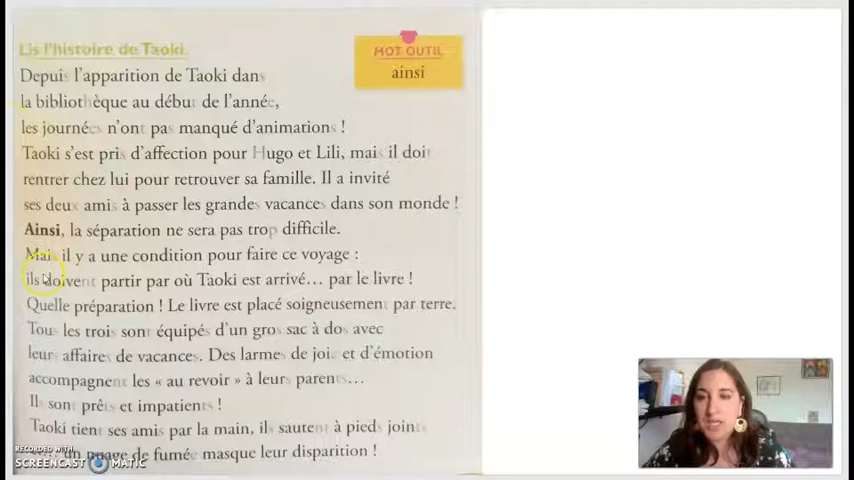 Lis l'histoire de Taoki.
MOT OUTIL
ainsi
Depuis l'apparition de Taoki dans
la bibliothèque au début de l'année,
les journées n'ont pas manqué d'animations !
Taoki s'est pris d'affection pour Hugo et Lili, mais il doit
rentrer chez lui pour retrouver sa famille. Il a invité
ses deux amis à passer les grandes vacances dans son monde !
Ainsi, la séparation ne sera pas trop difficile.
Mais il y a une condition pour faire ce voyage :
ils doivent partir par où Taoki est arrivé… par le livre !
Quelle préparation ! Le livre est placé soigneusement par terre.
Tous les trois sont équipés d'un gros sac à dos avec
leurs affaires de vacances. Des larmes de joie et d'émotion
accompagnent les « au revoir » à leurs parents…
Ils sont prêts et impatients !
Taoki tient ses amis par la main, ils sautent à pieds joints
un nuage de fumée masque leur disparition !
RECORDED WITH
SCREENCAST MATIC